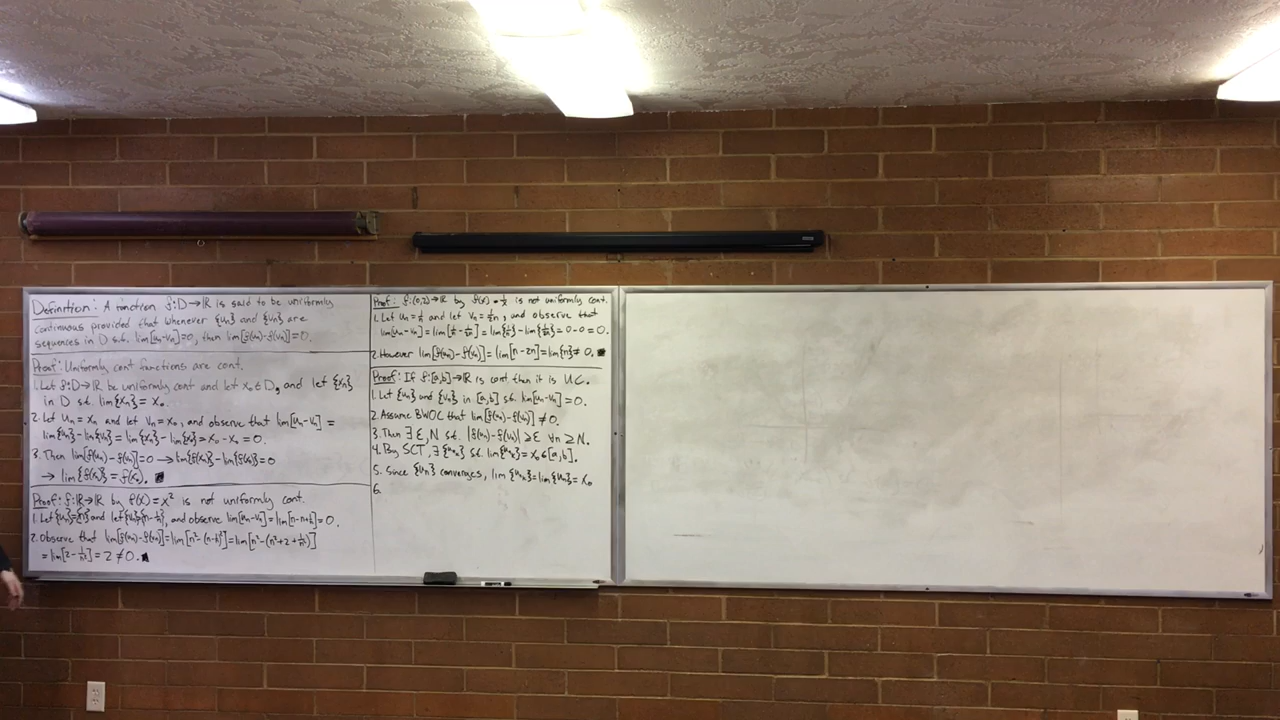 Definition: A function f:D→ℝ is said to be uniformly
continuous provided that whenever {uₙ} and {vₙ} are
sequences in D s.t. lim[uₙ-vₙ]=0, then lim[f(uₙ)-f(vₙ)]=0.
Proof: Uniformly cont functions are cont.
1. Let f:D→ℝ be uniformly cont and let x₀∈D, and let {xₙ}
in D s.t. lim{xₙ}=x₀.
2. Let uₙ=xₙ and let vₙ=x₀, and observe that lim[uₙ-vₙ]=
lim{uₙ}-lim{vₙ}=lim{xₙ}-lim{x₀}=x₀-x₀=0.
3. Then lim[f(uₙ)-f(vₙ)]=0 → lim{f(xₙ)}-lim{f(x₀)}=0
→ lim{f(xₙ)}=f(x₀). ■
Proof: f:ℝ→ℝ by f(x)=x² is not uniformly cont.
1. Let {uₙ}={n} and let {vₙ}={n-1/n}, and observe lim[uₙ-vₙ]=lim[n-n+1/n]=0.
2. Observe that lim[f(uₙ)-f(vₙ)]=lim[n²-(n-1/n)²]=lim[n²-(n²+2+1/n²)]
=lim[2-1/n²]=2≠0. ■
Proof: f:(0,2)→ℝ by f(x)=1/x is not uniformly cont.
1. Let uₙ=1/n and let vₙ=1/2n, and observe that
lim[uₙ-vₙ]=lim[1/n-1/2n]=lim{1/n}-lim{1/2n}=0-0=0.
2. However lim[f(uₙ)-f(vₙ)]=lim[n-2n]=lim{n}≠0. ■
Proof: If f:[a,b]→ℝ is cont then it is UC.
1. Let {uₙ} and {vₙ} in [a,b] s.t. lim[uₙ-vₙ]=0.
2. Assume BWOC that lim[f(uₙ)-f(vₙ)]≠0.
3. Then ∃ ε,N s.t. |f(uₙ)-f(vₙ)|≥ε ∀n≥N.
4. By SCT, ∃ {uₙₖ} s.t. lim{uₙₖ}=x₀∈[a,b].
5. Since {uₙ} converges, lim{uₙₖ}=lim{uₙ}=x₀
6.